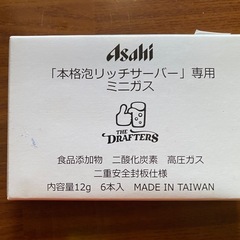 Asahi
「本格泡リッチサーバー」専用
ミニガス
THE
DRAFTERS
食品添加物 二酸化炭素 高圧ガス
二重安全封板仕様
内容量12g 6本入 MADE IN TAIWAN